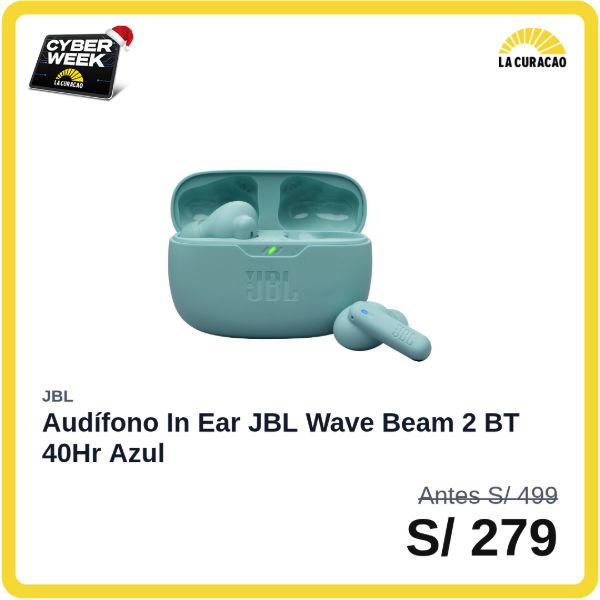 CYBER
WEEK
LA CURACAO
LA CURACAO
JBL
JBL
JBL
Audífono In Ear JBL Wave Beam 2 BT
40Hr Azul
Antes S/ 499
S/ 279